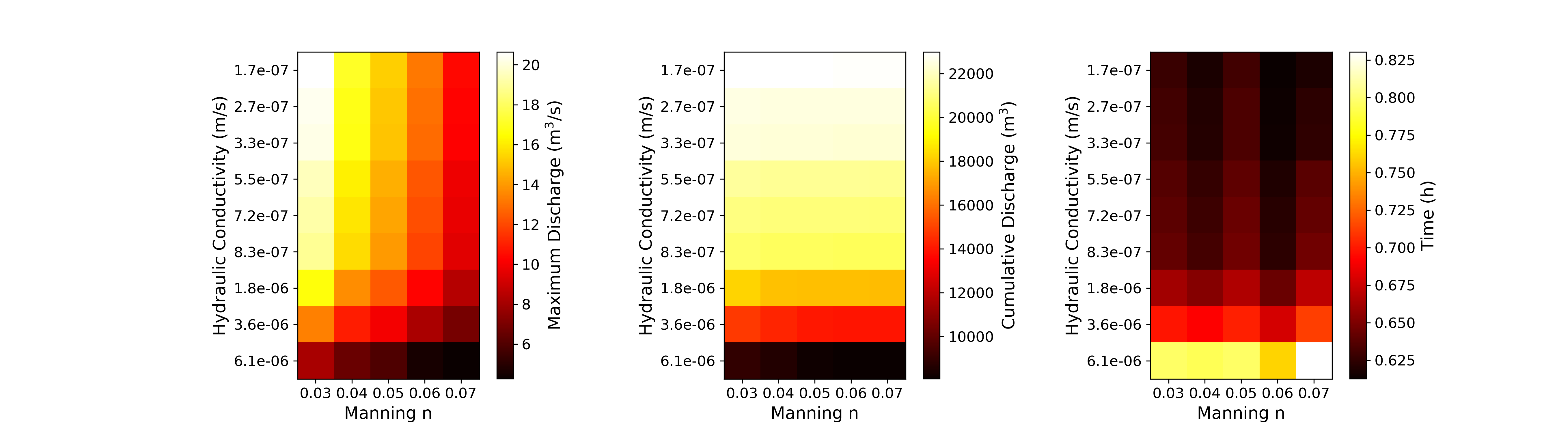 1.7e-07
2.7e-07
3.3e-07
5.5e-07
7.2e-07
8.3e-07
1.8e-06
3.6e-06
6.1e-06
Hydraulic Conductivity (m/s)
0.03 0.04 0.05 0.06 0.07
Manning n
20
18
16
14
12
10
8
6
Maximum Discharge (m³/s)
1.7e-07
2.7e-07
3.3e-07
5.5e-07
7.2e-07
8.3e-07
1.8e-06
3.6e-06
6.1e-06
Hydraulic Conductivity (m/s)
0.03 0.04 0.05 0.06 0.07
Manning n
22000
20000
18000
16000
14000
12000
10000
Cumulative Discharge (m³)
1.7e-07
2.7e-07
3.3e-07
5.5e-07
7.2e-07
8.3e-07
1.8e-06
3.6e-06
6.1e-06
Hydraulic Conductivity (m/s)
0.03 0.04 0.05 0.06 0.07
Manning n
0.825
0.800
0.775
0.750
0.725
0.700
0.675
0.650
0.625
Time (h)